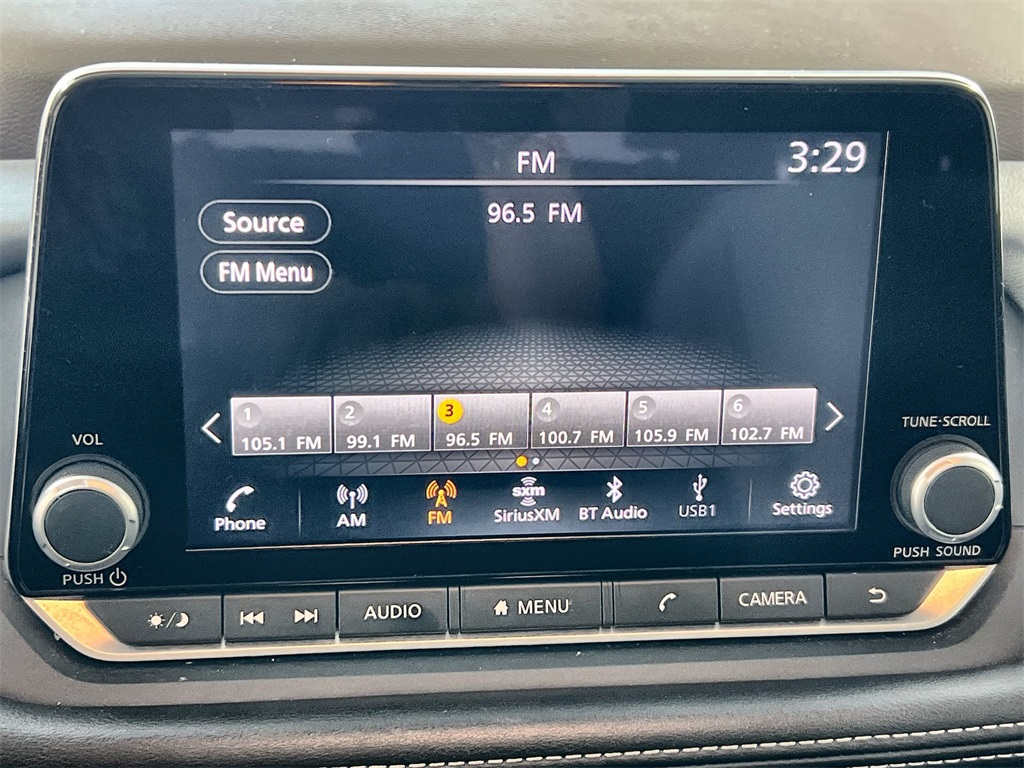 FM
3:29
Source
96.5 FM
FM Menu
1
2
3
4
5
6
105.1 FM
99.1 FM
96.5 FM
100.7 FM
105.9 FM
102.7 FM
VOL
TUNE·SCROLL
sxm
Phone
AM
FM
SiriusXM
BT Audio
USB1
Settings
PUSH
PUSH SOUND
AUDIO
MENU
CAMERA